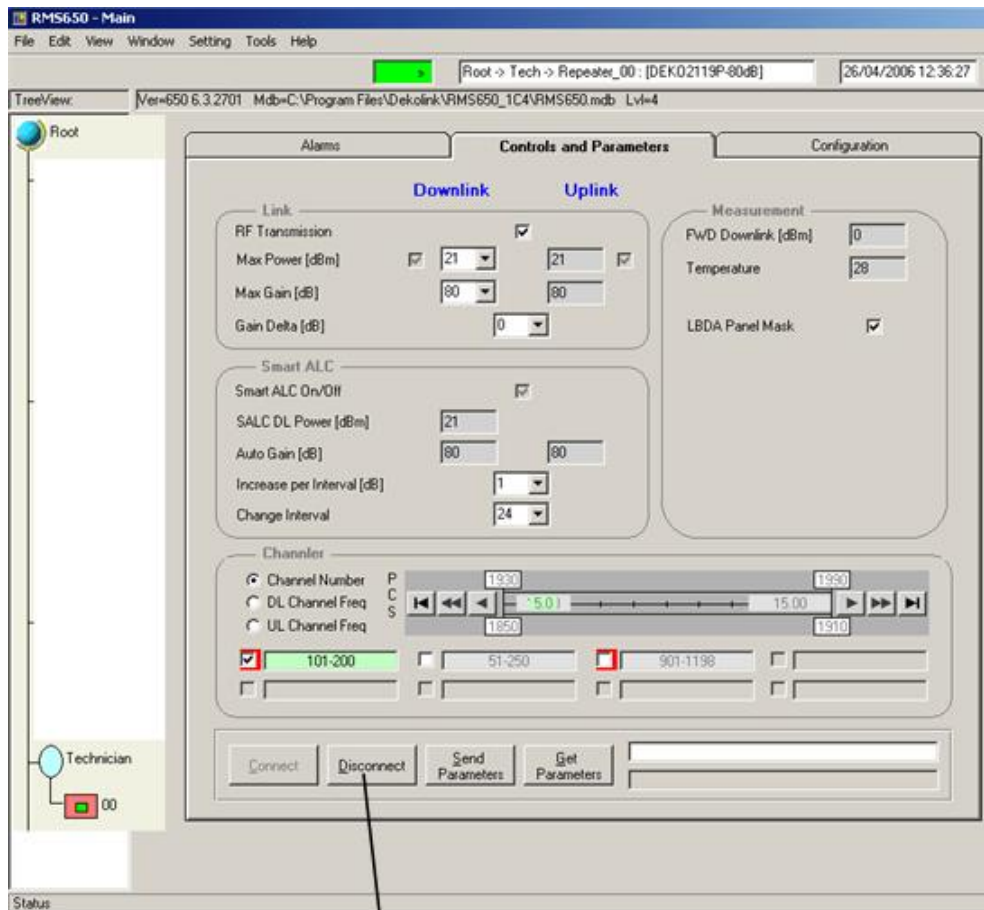 RMS650 - Main
File Edit View Window Setting Tools Help
> Root -> Tech -> Repeater_00 : [DEKO2119P-80dB] 26/04/2006 12:36:27
TreeView: Ver=650 6.3.2701 Mdb=C:\Program Files\Dekolink\RMS650_1C4\RMS650.mdb Lvl=4
Root
Alarms Controls and Parameters Configuration
Downlink Uplink
Link
RF Transmission
Max Power [dBm] 21 21
Max Gain [dB] 80 80
Gain Delta [dB] 0
Measurement
FWD Downlink [dBm] 0
Temperature 28
LBDA Panel Mask
Smart ALC
Smart ALC On/Off
SALC DL Power [dBm] 21
Auto Gain [dB] 80 80
Increase per Interval [dB] 1
Change Interval 24
Channler
Channel Number
DL Channel Freq
UL Channel Freq
PCS
1930 1990
15.00
1850 1910
101-200 51-250 901-1198
Technician
00
Connect Disconnect Send Parameters Get Parameters
Status